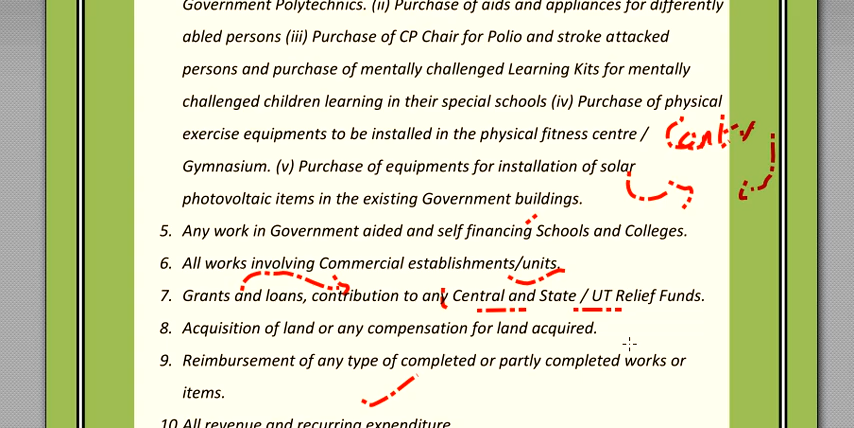 Government Polytechnics. (ii) Purchase of aids and appliances for differently
abled persons (iii) Purchase of CP Chair for Polio and stroke attacked
persons and purchase of mentally challenged Learning Kits for mentally
challenged children learning in their special schools (iv) Purchase of physical
exercise equipments to be installed in the physical fitness centre /
Gymnasium. (v) Purchase of equipments for installation of solar
photovoltaic items in the existing Government buildings.
5. Any work in Government aided and self financing Schools and Colleges.
6. All works involving Commercial establishments/units.
7. Grants and loans, contribution to any Central and State / UT Relief Funds.
8. Acquisition of land or any compensation for land acquired.
9. Reimbursement of any type of completed or partly completed works or
items.
10 All revenue and recurring expenditure